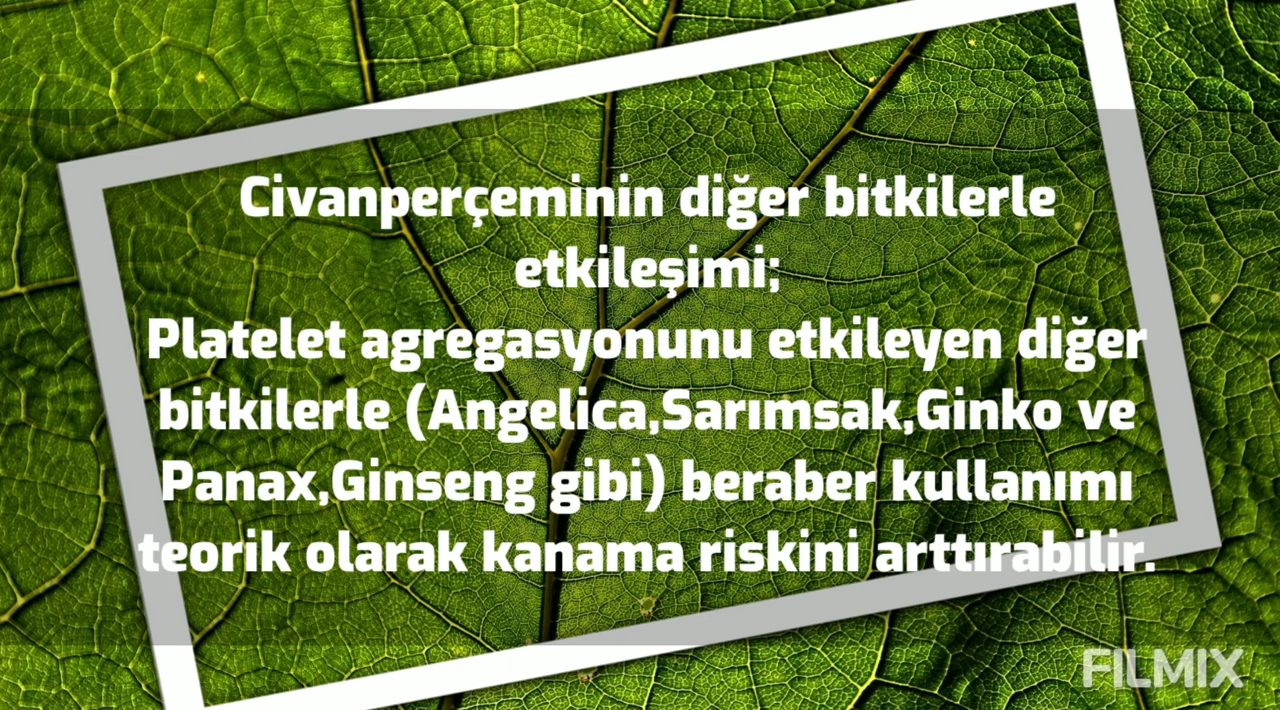 Civanperçeminin diğer bitkilerle
etkileşimi;
Platelet agregasyonunu etkileyen diğer
bitkilerle (Angelica,Sarımsak,Ginko ve
Panax,Ginseng gibi) beraber kullanımı
teorik olarak kanama riskini arttırabilir.
FILMIX